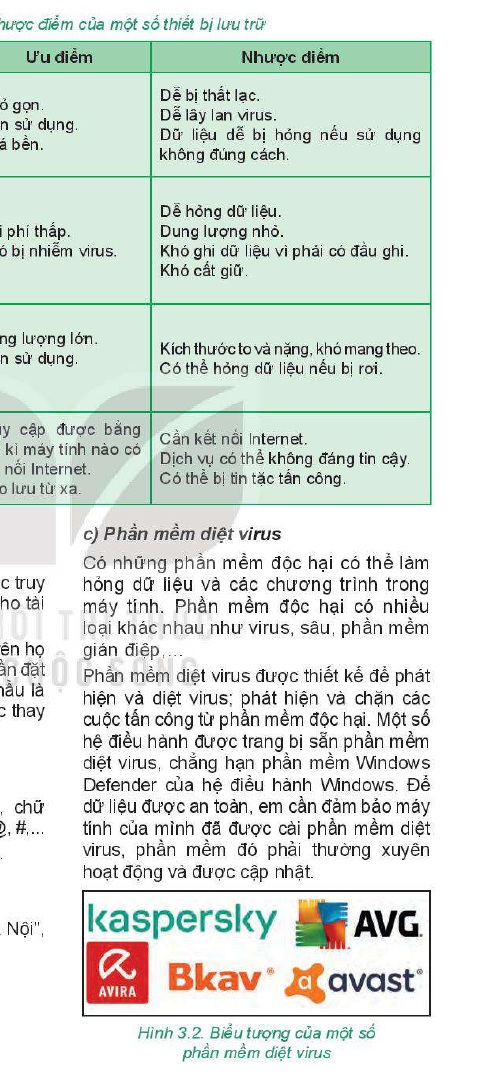 nhược điểm của một số thiết bị lưu trữ
Ưu điểm
Nhược điểm
gọn.
sử dụng.
bền.
Dễ bị thất lạc.
Dễ lây lan virus.
Dữ liệu dễ bị hỏng nếu sử dụng
không đúng cách.
phí thấp.
bị nhiễm virus.
Dễ hỏng dữ liệu.
Dung lượng nhỏ.
Khó ghi dữ liệu vì phải có đầu ghi.
Khó cất giữ.
lượng lớn.
sử dụng.
Kích thước to và nặng, khó mang theo.
Có thể hỏng dữ liệu nếu bị rơi.
cập được bằng
kì máy tính nào có
nối Internet.
lưu từ xa.
Cần kết nối Internet.
Dịch vụ có thể không đáng tin cậy.
Có thể bị tin tặc tấn công.
truy
tài
họ
đặt
là
thay
, chữ
@, #,...
Nội",
c) Phần mềm diệt virus
Có những phần mềm độc hại có thể làm
hỏng dữ liệu và các chương trình trong
máy tính. Phần mềm độc hại có nhiều
loại khác nhau như virus, sâu, phần mềm
gián điệp,...
Phần mềm diệt virus được thiết kế để phát
hiện và diệt virus; phát hiện và chặn các
cuộc tấn công từ phần mềm độc hại. Một số
hệ điều hành được trang bị sẵn phần mềm
diệt virus, chẳng hạn phần mềm Windows
Defender của hệ điều hành Windows. Để
dữ liệu được an toàn, em cần đảm bảo máy
tính của mình đã được cài phần mềm diệt
virus, phần mềm đó phải thường xuyên
hoạt động và được cập nhật.
kaspersky
AVG
AVIRA
Bkav
avast
Hình 3.2. Biểu tượng của một số
phần mềm diệt virus